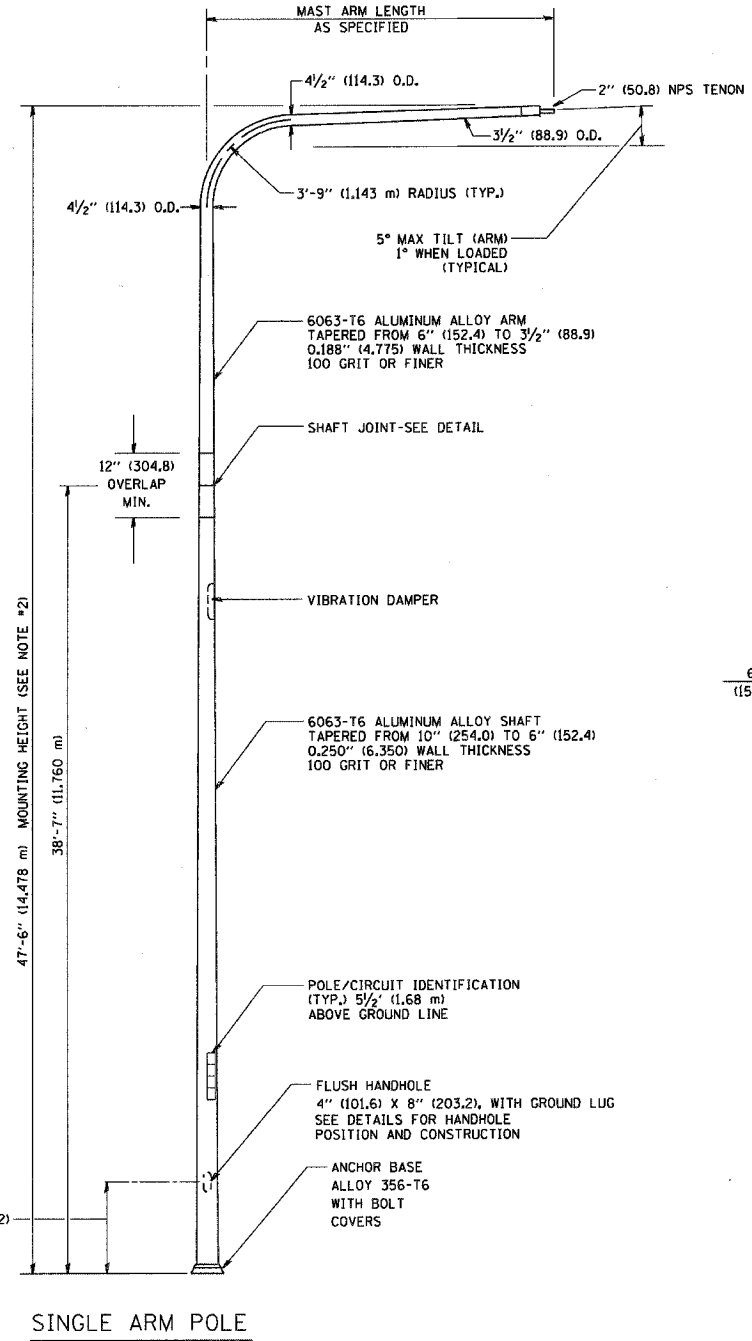 MAST ARM LENGTH
AS SPECIFIED
4½" (114.3) O.D.
2" (50.8) NPS TENON
3½" (88.9) O.D.
3'-9" (1.143 m) RADIUS (TYP.)
4½" (114.3) O.D.
5° MAX TILT (ARM)
1° WHEN LOADED
(TYPICAL)
6063-T6 ALUMINUM ALLOY ARM
TAPERED FROM 6" (152.4) TO 3½" (88.9)
0.188" (4.775) WALL THICKNESS
100 GRIT OR FINER
SHAFT JOINT-SEE DETAIL
12" (304.8)
OVERLAP
MIN.
VIBRATION DAMPER
47'-6" (14.478 m) MOUNTING HEIGHT (SEE NOTE #2)
38'-7" (11.760 m)
6
(15
6063-T6 ALUMINUM ALLOY SHAFT
TAPERED FROM 10" (254.0) TO 6" (152.4)
0.250" (6.350) WALL THICKNESS
100 GRIT OR FINER
POLE/CIRCUIT IDENTIFICATION
(TYP.) 5½' (1.68 m)
ABOVE GROUND LINE
FLUSH HANDHOLE
4" (101.6) X 8" (203.2), WITH GROUND LUG
SEE DETAILS FOR HANDHOLE
POSITION AND CONSTRUCTION
ANCHOR BASE
ALLOY 356-T6
WITH BOLT
COVERS
2)
SINGLE ARM POLE